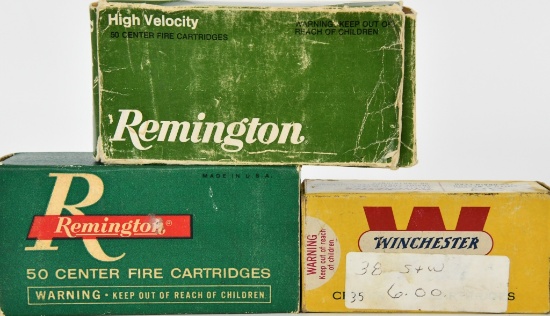 High Velocity
50 CENTER FIRE CARTRIDGES
WARNING: KEEP OUT OF
REACH OF CHILDREN
Remington
MADE IN U.S.A.
R
Remington®
50 CENTER FIRE CARTRIDGES
WARNING - KEEP OUT OF REACH OF CHILDREN
WARNING
Keep out of reach
of children
W
WINCHESTER
38 S+W
35 6.00